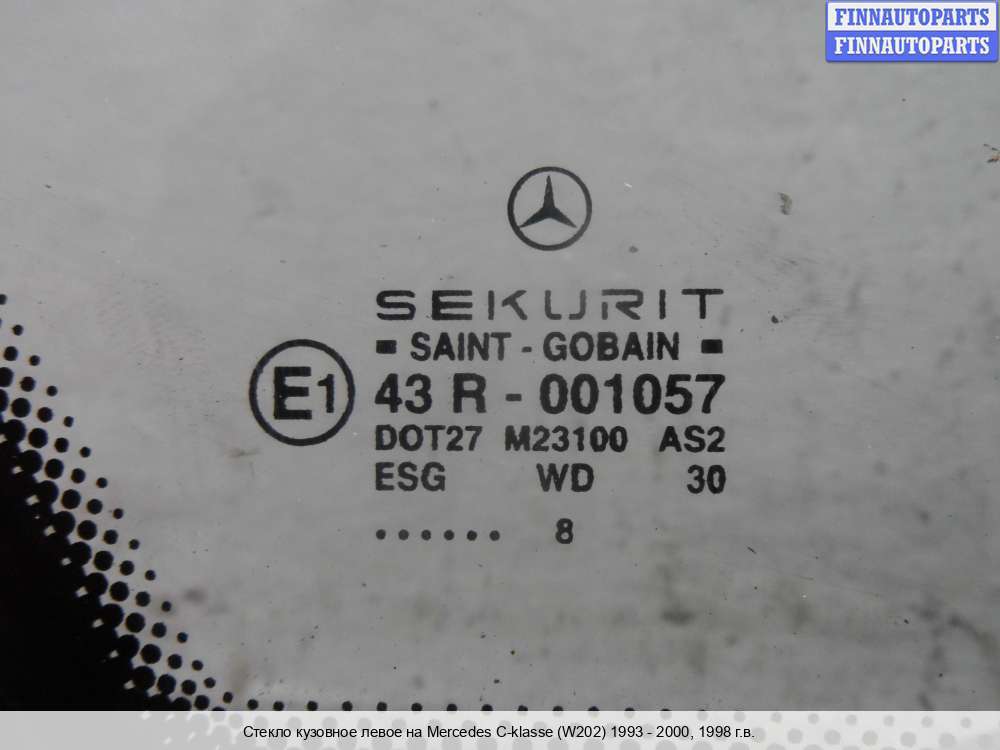 FINNAUTOPARTS
FINNAUTOPARTS
SEKURIT
SAINT - GOBAIN
E1
43 R - 001057
DOT27 M23100 AS2
ESG WD 30
...... 8
Стекло кузовное левое на Mercedes C-klasse (W202) 1993 - 2000, 1998 г.в.